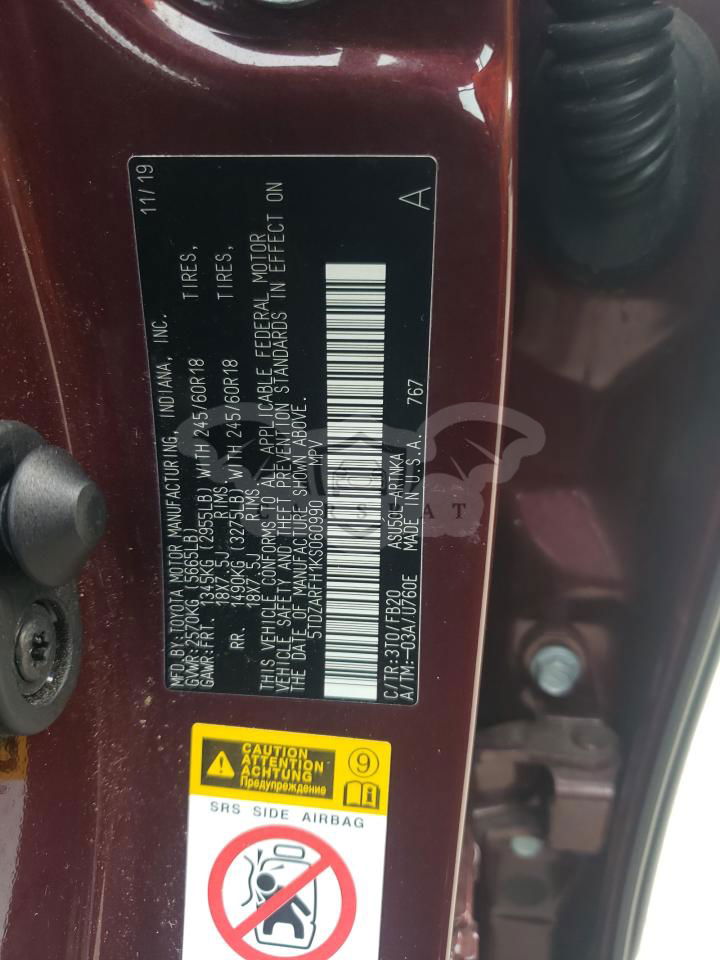 MFD.BY:TOYOTA MOTOR MANUFACTURING, INDIANA, INC. 11/19
GVWR:2570KG (5665LB)
GAWR:FRT. 1345KG (2955LB) WITH 245/60R18 TIRES,
18X7.5J RIMS
RR. 1490KG (3275LB) WITH 245/60R18 TIRES,
18X7.5J RIMS
THIS VEHICLE CONFORMS TO ALL APPLICABLE FEDERAL MOTOR
VEHICLE SAFETY AND THEFT PREVENTION STANDARDS IN EFFECT ON
THE DATE OF MANUFACTURE SHOWN ABOVE.
5TDZARFH1KS060990 MPV
C/TR:3T0/FB20 ASU50L-ARTNKA A
A/TM:-03A/U760E MADE IN U.S.A. 767
CAUTION
ATTENTION
ACHTUNG
Предупреждение
9
SRS SIDE AIRBAG